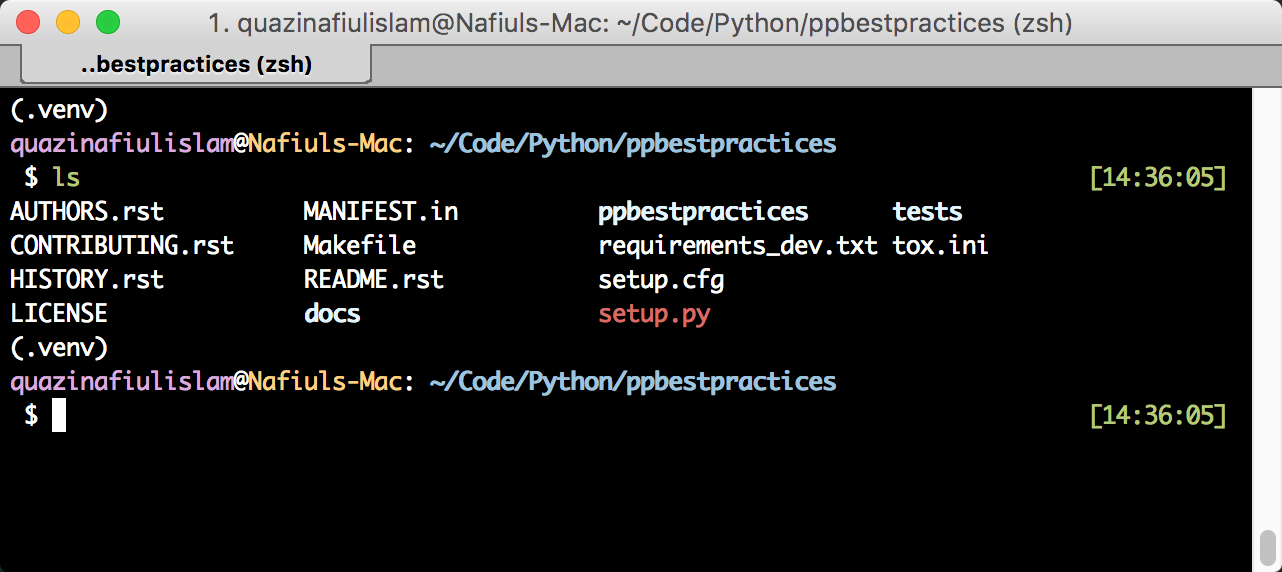 1. quazinafiulislam@Nafiuls-Mac: ~/Code/Python/ppbestpractices (zsh)
..bestpractices (zsh)
(.venv)
quazinafiulislam@Nafiuls-Mac: ~/Code/Python/ppbestpractices
$ ls [14:36:05]
AUTHORS.rst MANIFEST.in ppbestpractices tests
CONTRIBUTING.rst Makefile requirements_dev.txt tox.ini
HISTORY.rst README.rst setup.cfg
LICENSE docs setup.py
(.venv)
quazinafiulislam@Nafiuls-Mac: ~/Code/Python/ppbestpractices
$ [14:36:05]